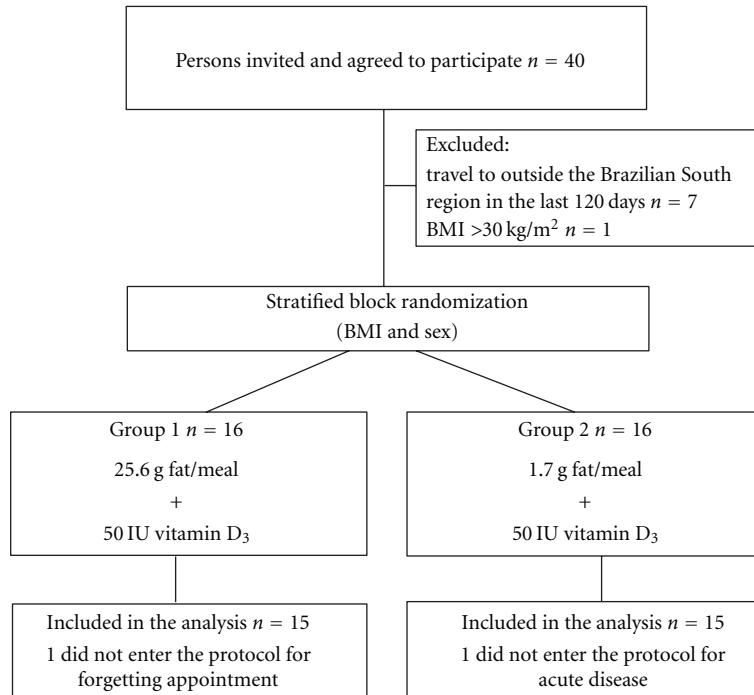 Persons invited and agreed to participate n = 40
Excluded:
travel to outside the Brazilian South
region in the last 120 days n = 7
BMI >30 kg/m² n = 1
Stratified block randomization
(BMI and sex)
Group 1 n = 16
25.6 g fat/meal
+
50 IU vitamin D₃
Group 2 n = 16
1.7 g fat/meal
+
50 IU vitamin D₃
Included in the analysis n = 15
1 did not enter the protocol for
forgetting appointment
Included in the analysis n = 15
1 did not enter the protocol for
acute disease